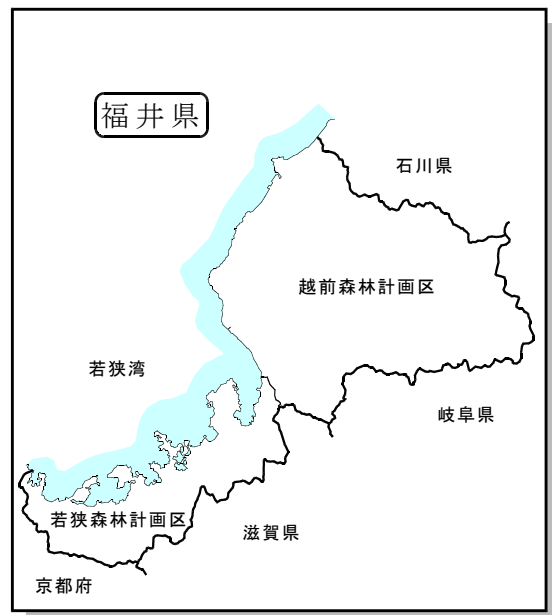 福井県
石川県
越前森林計画区
若狭湾
岐阜県
若狭森林計画区
滋賀県
京都府